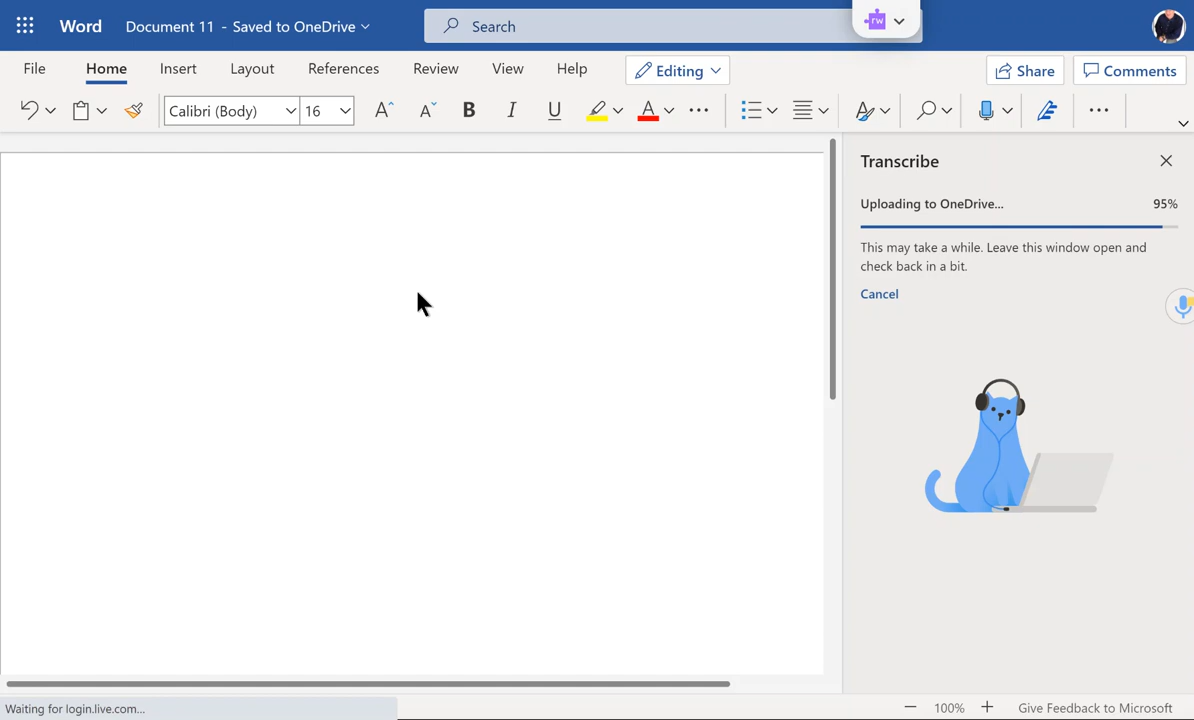 Word Document 11 - Saved to OneDrive Search rw
File Home Insert Layout References Review View Help Editing Share Comments
Calibri (Body) 16 A A B I U A
Transcribe
Uploading to OneDrive... 95%
This may take a while. Leave this window open and
check back in a bit.
Cancel
Waiting for login.live.com... 100% Give Feedback to Microsoft